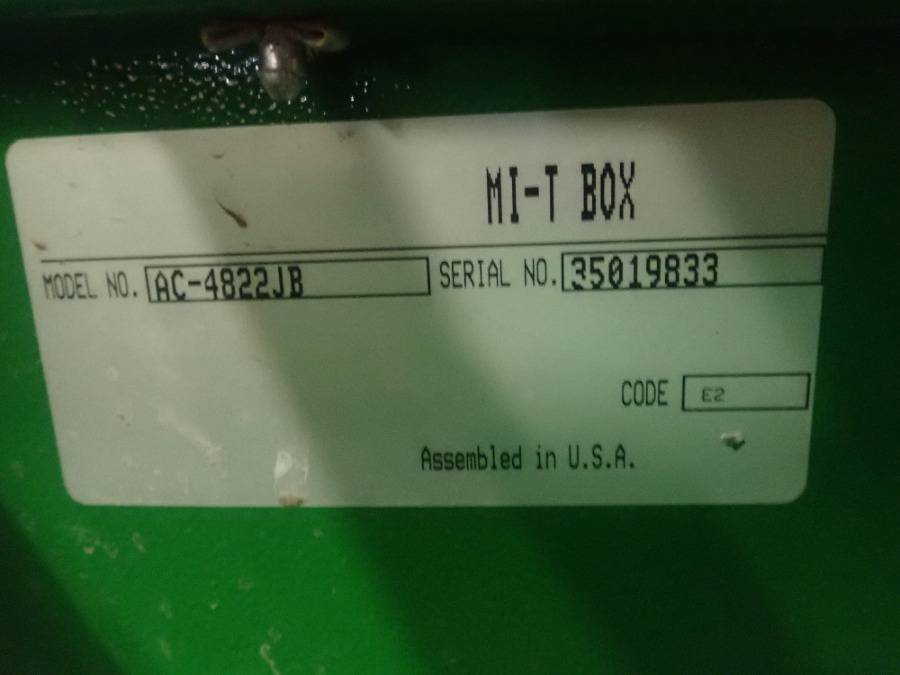 MI-T BOX
MODEL NO. AC-4822JB SERIAL NO. 35019833
CODE E2
Assembled in U.S.A.